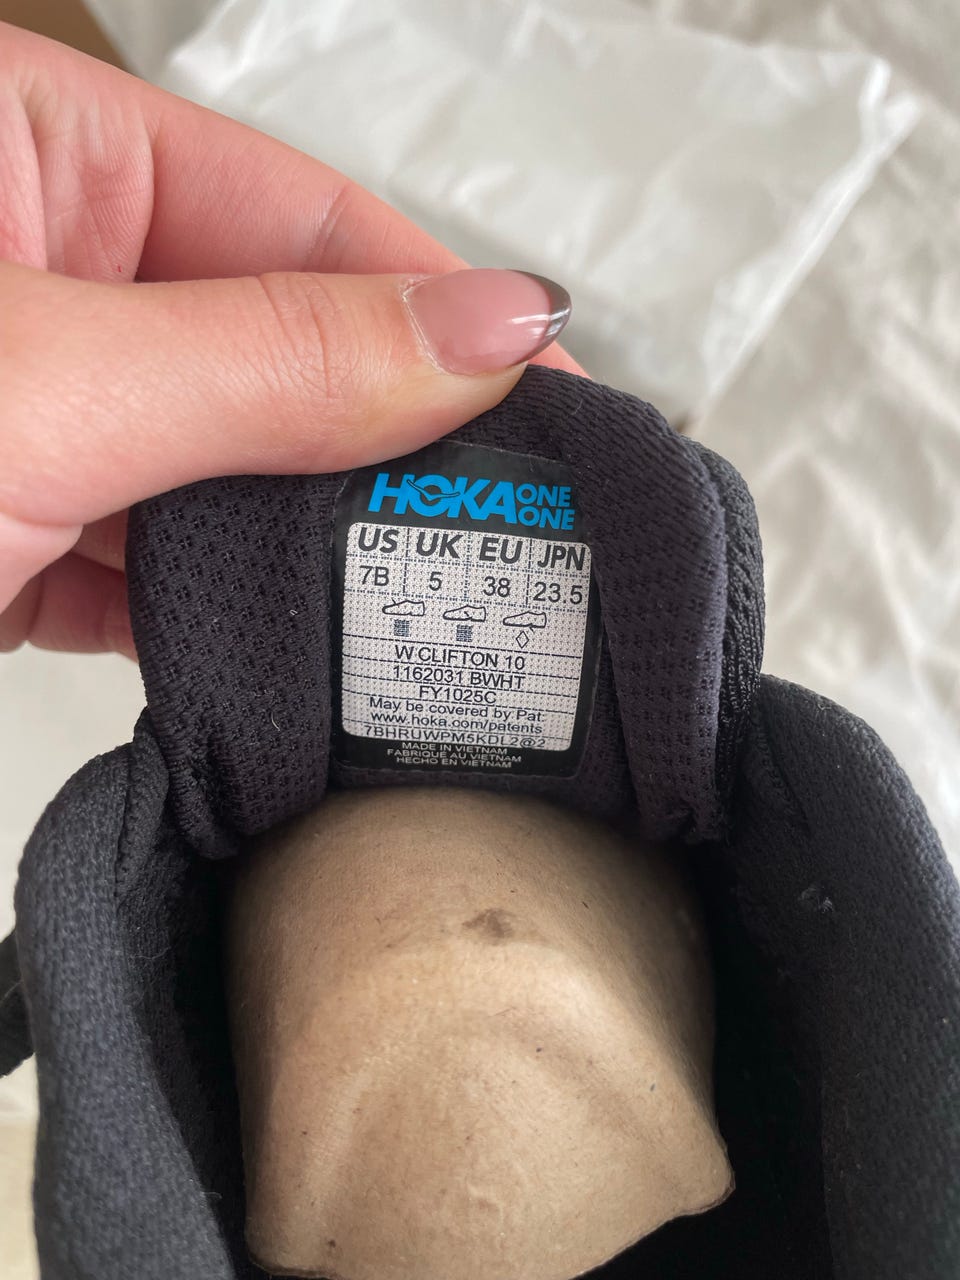 HOKA ONE ONE
US UK EU JPN
7B 5 38 23.5
W CLIFTON 10
1162031 BWHT
FY1025C
May be covered by Pat:
www.hoka.com/patents
7BHRUWPM5KDL2@2
MADE IN VIETNAM
FABRIQUÉ AU VIETNAM
HECHO EN VIETNAM